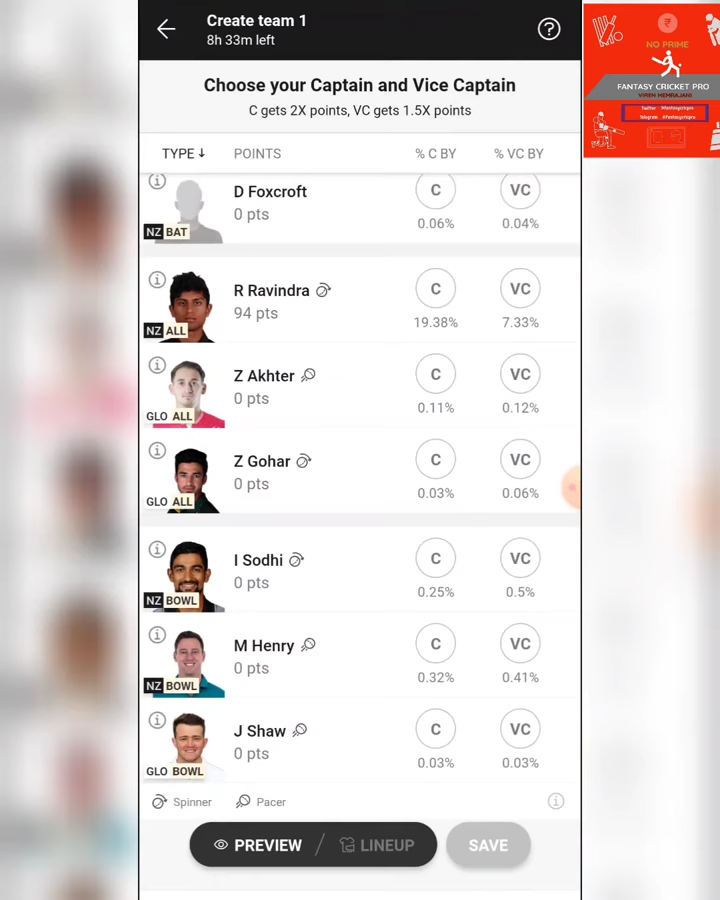 Create team 1
8h 33m left
₹
NO PRIME
FANTASY CRICKET PRO
VIREN HEMRAJANI
Choose your Captain and Vice Captain
C gets 2X points, VC gets 1.5X points
TYPE↓ POINTS % C BY % VC BY
D Foxcroft C VC
0 pts
NZ BAT 0.06% 0.04%
R Ravindra C VC
94 pts
NZ ALL 19.38% 7.33%
Z Akhter C VC
0 pts
GLO ALL 0.11% 0.12%
Z Gohar C VC
0 pts
GLO ALL 0.03% 0.06%
I Sodhi C VC
0 pts
NZ BOWL 0.25% 0.5%
M Henry C VC
0 pts
NZ BOWL 0.32% 0.41%
J Shaw C VC
0 pts
GLO BOWL 0.03% 0.03%
Spinner Pacer
PREVIEW / LINEUP SAVE